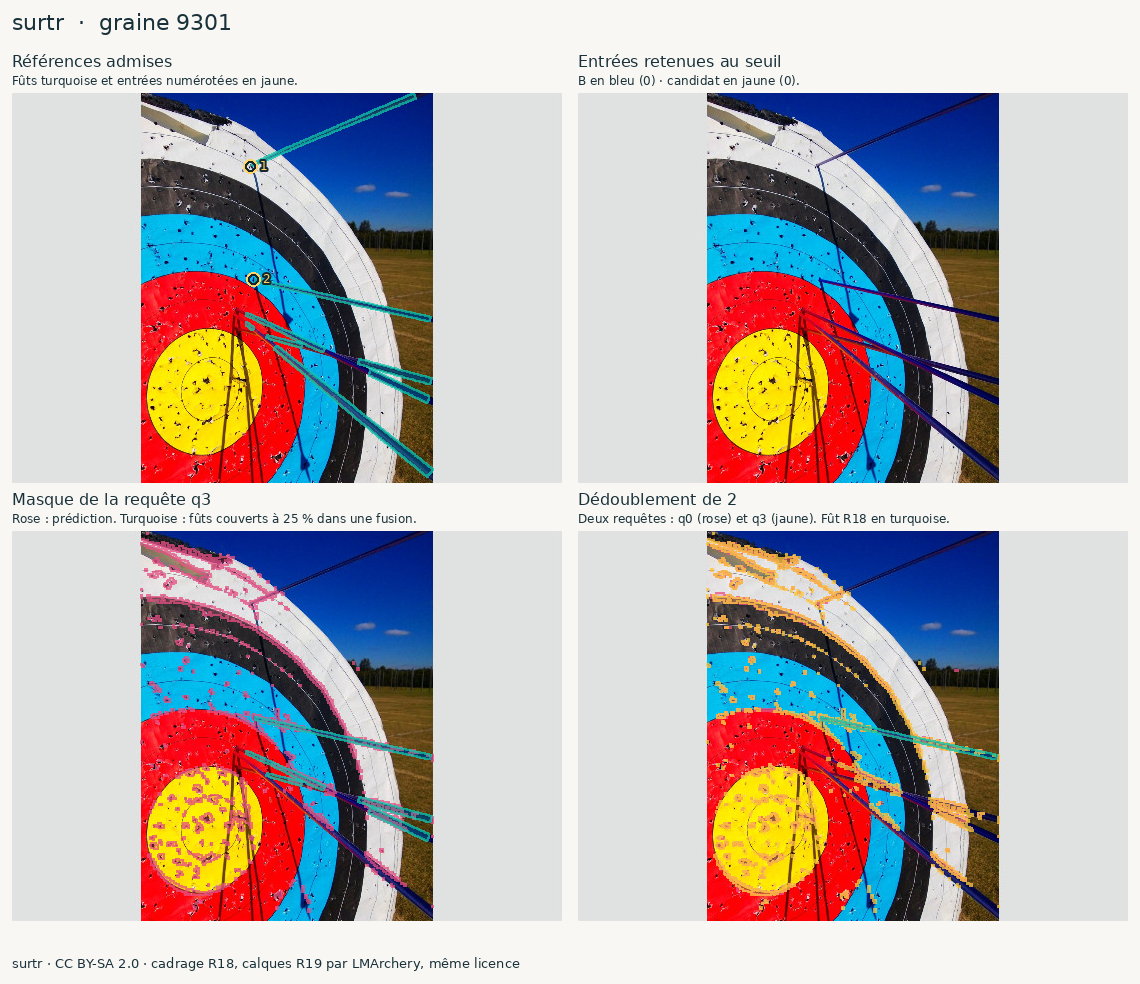 surtr · graine 9301
Références admises
Fûts turquoise et entrées numérotées en jaune.
Entrées retenues au seuil
B en bleu (0) · candidat en jaune (0).
1
2
Masque de la requête q3
Rose : prédiction. Turquoise : fûts couverts à 25 % dans une fusion.
Dédoublement de 2
Deux requêtes : q0 (rose) et q3 (jaune). Fût R18 en turquoise.
surtr · CC BY-SA 2.0 · cadrage R18, calques R19 par LMArchery, même licence